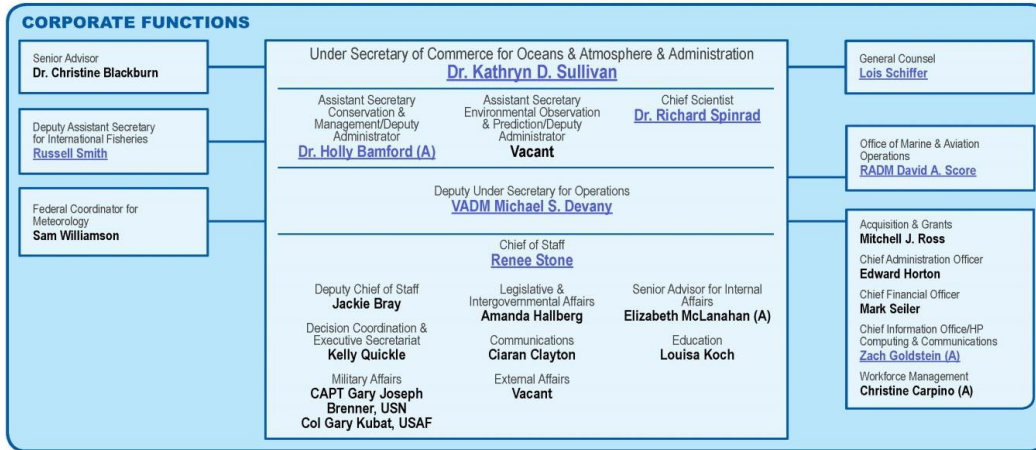 CORPORATE FUNCTIONS
Senior Advisor
Dr. Christine Blackburn
Deputy Assistant Secretary
for International Fisheries
Russell Smith
Federal Coordinator for
Meteorology
Sam Williamson
Under Secretary of Commerce for Oceans & Atmosphere & Administration
Dr. Kathryn D. Sullivan
Assistant Secretary
Conservation &
Management/Deputy
Administrator
Dr. Holly Bamford (A)
Assistant Secretary
Environmental Observation
& Prediction/Deputy
Administrator
Vacant
Chief Scientist
Dr. Richard Spinrad
Deputy Under Secretary for Operations
VADM Michael S. Devany
Chief of Staff
Renee Stone
Deputy Chief of Staff
Jackie Bray
Legislative &
Intergovernmental Affairs
Amanda Hallberg
Senior Advisor for Internal
Affairs
Elizabeth McLanahan (A)
Decision Coordination &
Executive Secretariat
Kelly Quickle
Communications
Ciaran Clayton
Education
Louisa Koch
Military Affairs
CAPT Gary Joseph
Brenner, USN
Col Gary Kubat, USAF
External Affairs
Vacant
General Counsel
Lois Schiffer
Office of Marine & Aviation
Operations
RADM David A. Score
Acquisition & Grants
Mitchell J. Ross
Chief Administration Officer
Edward Horton
Chief Financial Officer
Mark Seiler
Chief Information Office/HP
Computing & Communications
Zach Goldstein (A)
Workforce Management
Christine Carpino (A)